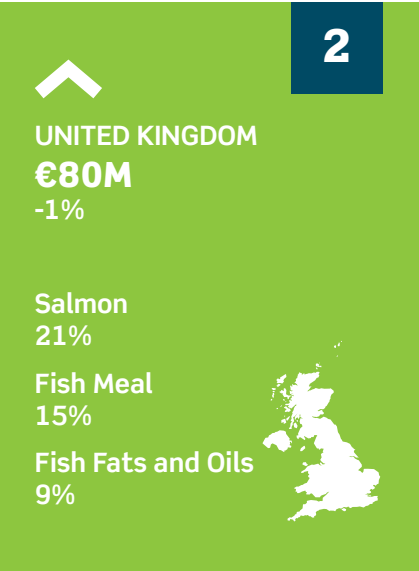 2
UNITED KINGDOM
€80M
-1%
Salmon
21%
Fish Meal
15%
Fish Fats and Oils
9%